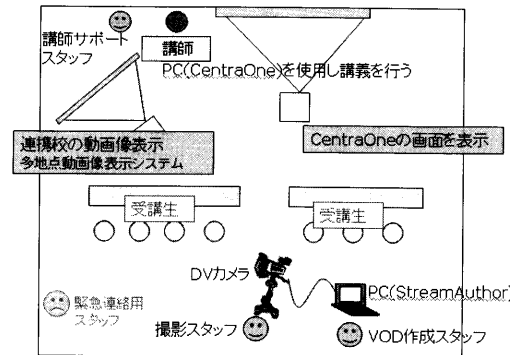 講師サポート
スタッフ
講師
PC(CentraOne)を使用し講義を行う
連携校の動画像表示
多地点動画像表示システム
CentraOneの画面を表示
受講生
受講生
DVカメラ
PC(StreamAuthor)
緊急連絡用
スタッフ
撮影スタッフ
VOD作成スタッフ